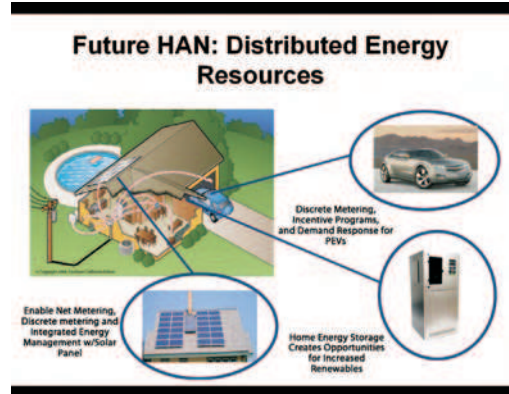 Future HAN: Distributed Energy
Resources
Discrete Metering,
Incentive Programs,
and Demand Response for
PEVs
Enable Net Metering,
Discrete metering and
Integrated Energy
Management w/Solar
Panel
Home Energy Storage
Creates Opportunities
for Increased
Renewables